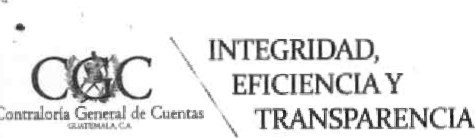 CGC
Contraloría General de Cuentas
GUATEMALA, C.A.
INTEGRIDAD,
EFICIENCIA Y
TRANSPARENCIA